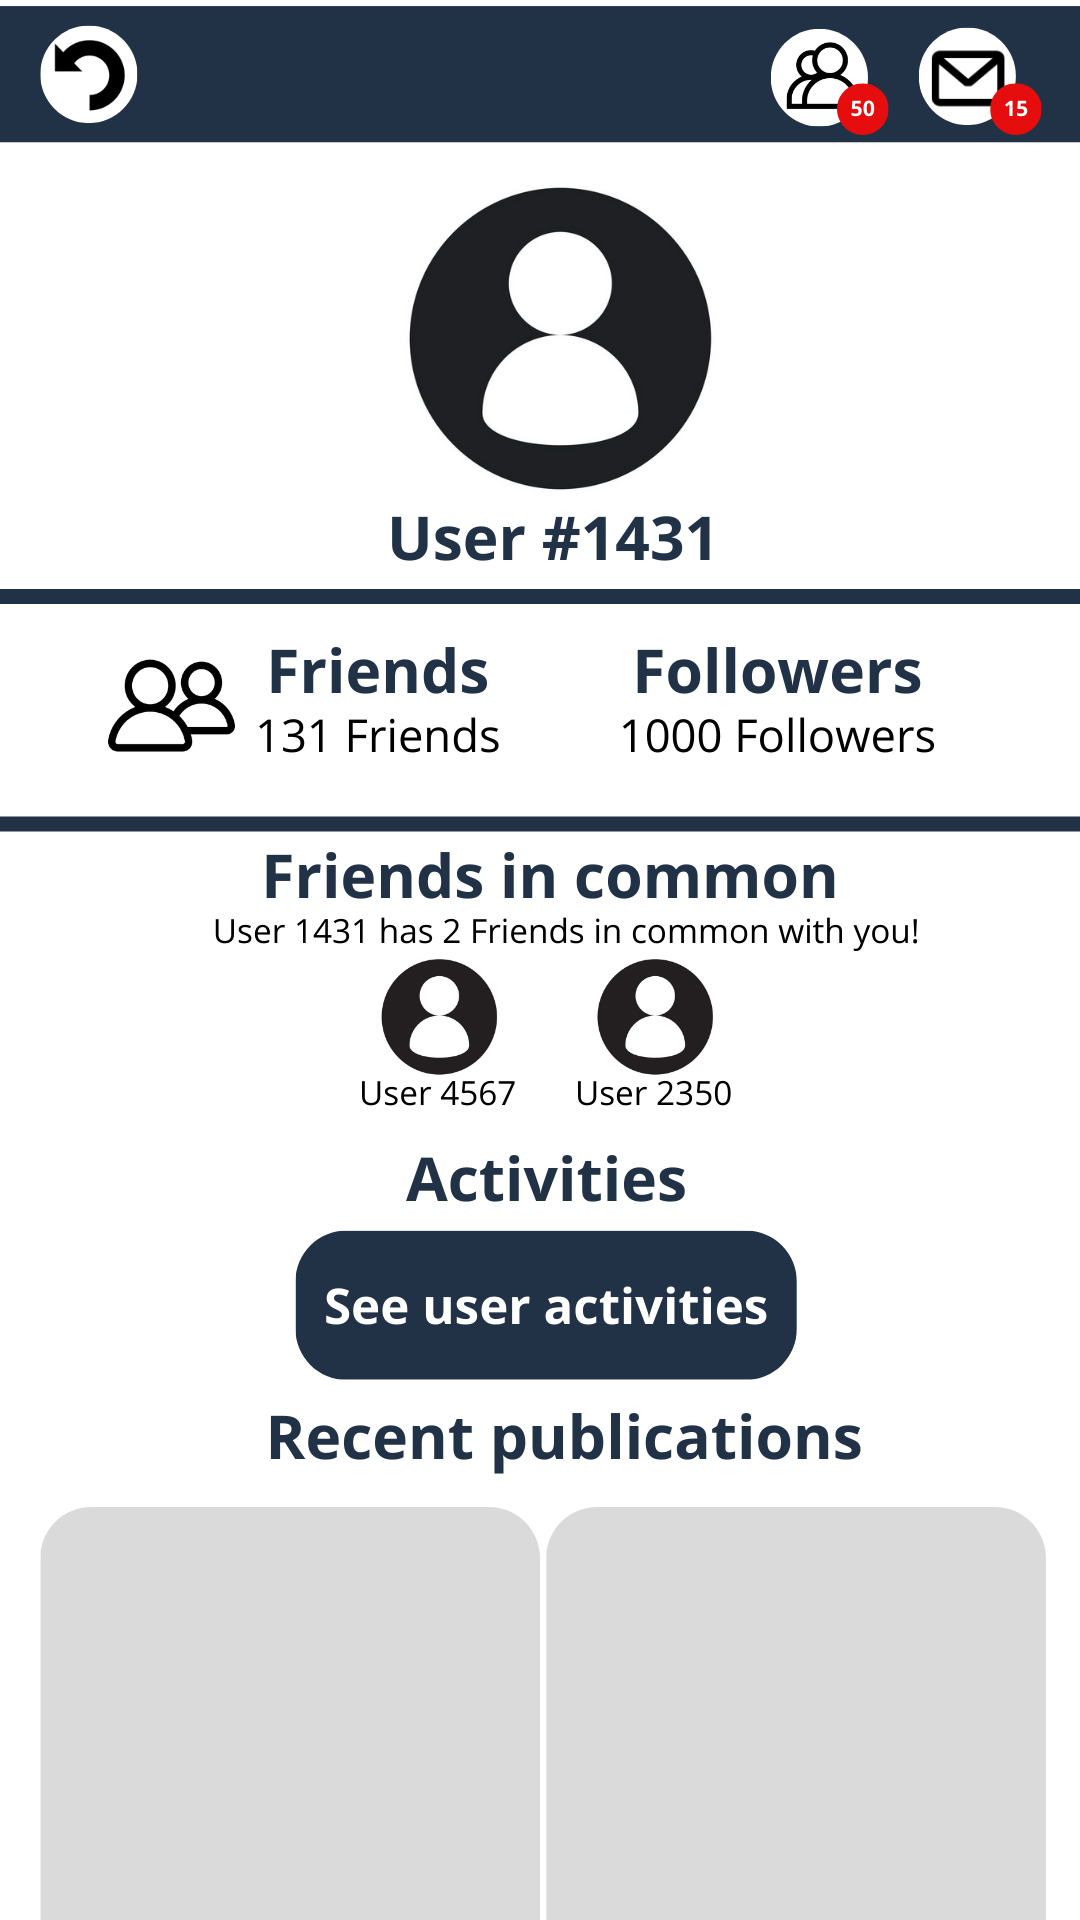 50
15
User #1431
Friends
Followers
131 Friends
1000 Followers
Friends in common
User 1431 has 2 Friends in common with you!
User 4567
User 2350
Activities
See user activities
Recent publications